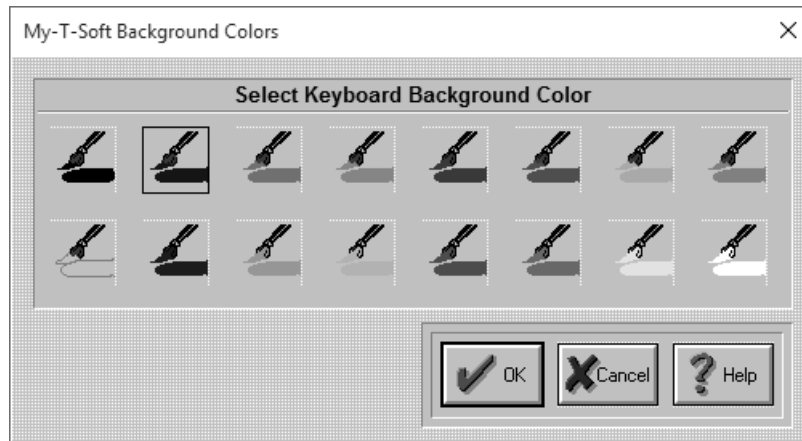 My-T-Soft Background Colors
Select Keyboard Background Color
OK
Cancel
Help